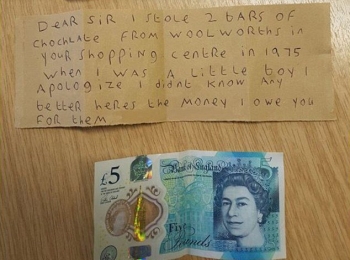 DEAR SIR I STOLE 2 BARS OF
CHOCHLATE FROM WOOLWORTHS in
YOUR SHOPPING CENTRE in 1975
WHEN I WAS A LITTLE BOY I
APOLOGIZE I DIDNT KNOW ANY
BETTER HERES THE MONEY I OWE YOU
FOR them
£5
Bank of England
Five
Pounds